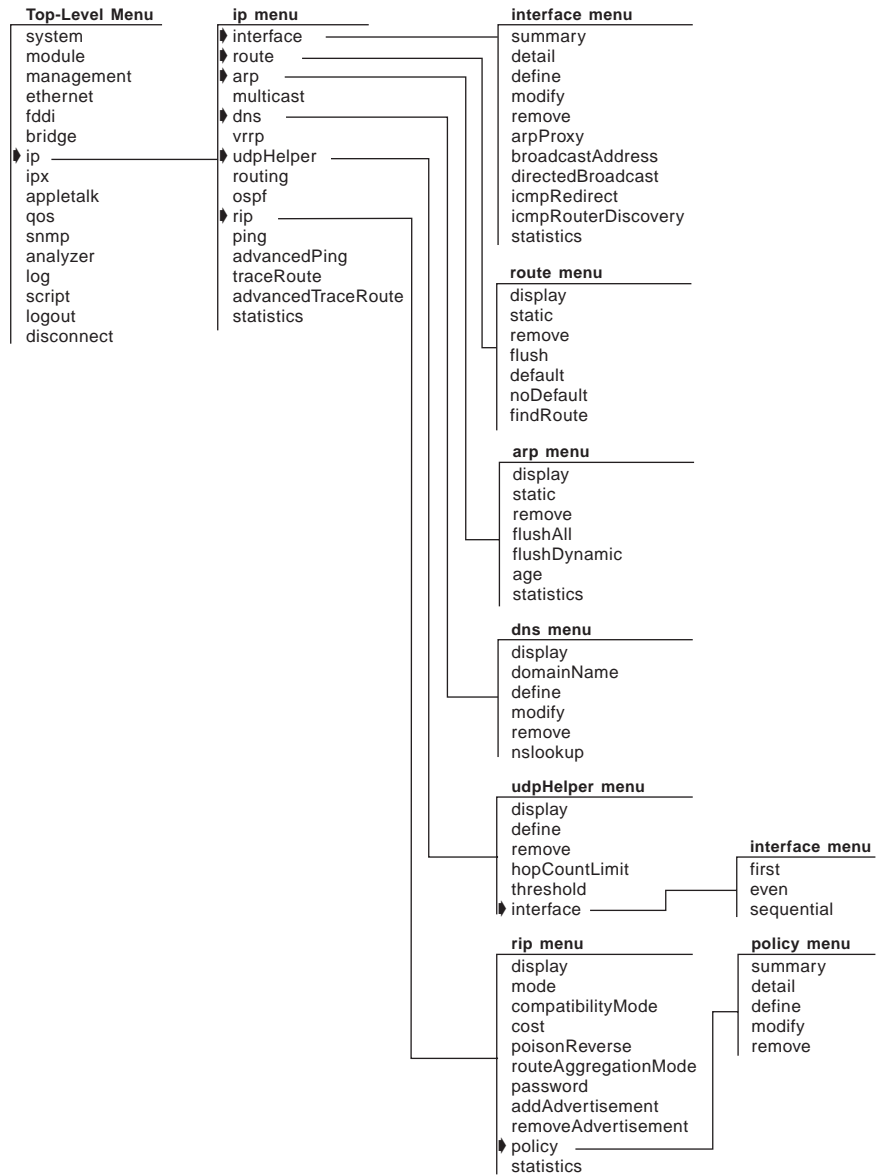 Top-Level Menu
system
module
management
ethernet
fddi
bridge
ip
ipx
appletalk
qos
snmp
analyzer
log
script
logout
disconnect
ip menu
interface
route
arp
multicast
dns
vrrp
udpHelper
routing
ospf
rip
ping
advancedPing
traceRoute
advancedTraceRoute
statistics
interface menu
summary
detail
define
modify
remove
arpProxy
broadcastAddress
directedBroadcast
icmpRedirect
icmpRouterDiscovery
statistics
route menu
display
static
remove
flush
default
noDefault
findRoute
arp menu
display
static
remove
flushAll
flushDynamic
age
statistics
dns menu
display
domainName
define
modify
remove
nslookup
udpHelper menu
display
define
remove
hopCountLimit
threshold
interface
interface menu
first
even
sequential
rip menu
display
mode
compatibilityMode
cost
poisonReverse
routeAggregationMode
password
addAdvertisement
removeAdvertisement
policy
statistics
policy menu
summary
detail
define
modify
remove